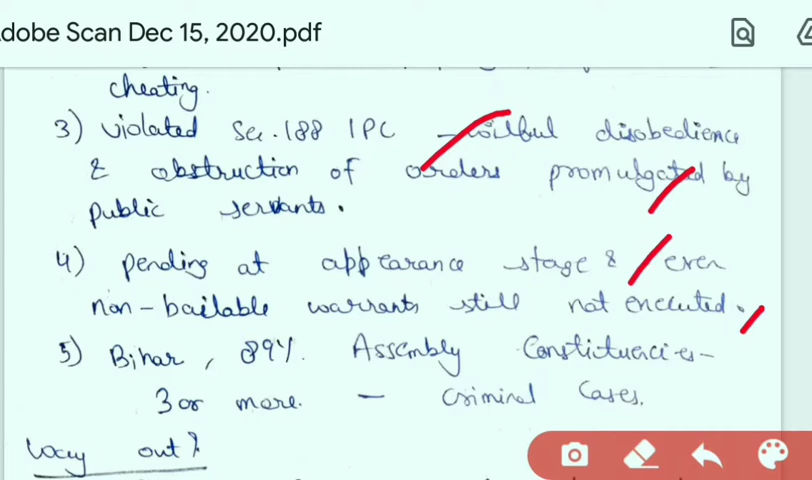 Adobe Scan Dec 15, 2020.pdf
cheating.
3) violated Sec. 188 IPC - wilful disobedience
& obstruction of orders promulgated by
public servants.
4) pending at appearance stage & even
non-bailable warrants still not executed.
5) Bihar, 89% Assembly Constituencies-
3 or more. - Criminal Cases.
way out?